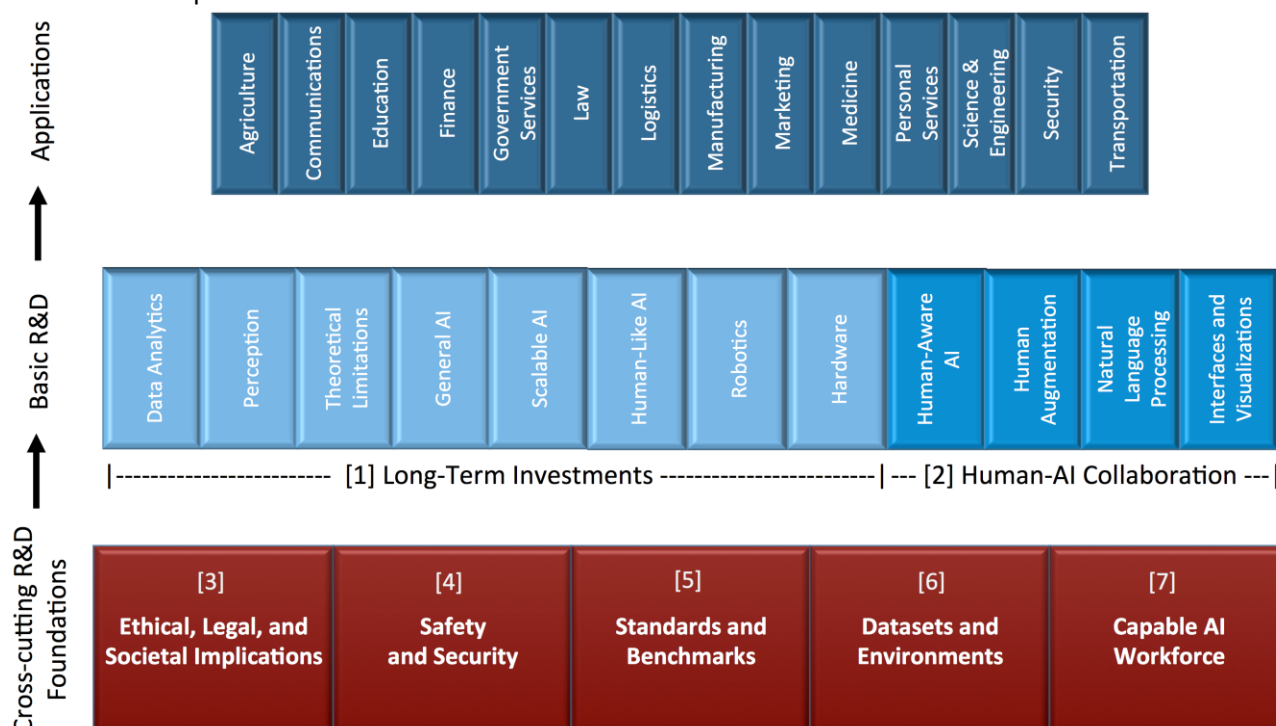 Applications
Agriculture
Communications
Education
Finance
Government
Services
Law
Logistics
Manufacturing
Marketing
Medicine
Personal
Services
Science &
Engineering
Security
Transportation
Basic R&D
Data Analytics
Perception
Theoretical
Limitations
General AI
Scalable AI
Human-Like AI
Robotics
Hardware
Human-Aware
AI
Human
Augmentation
Natural
Language
Processing
Interfaces and
Visualizations
|------------------------ [1] Long-Term Investments ------------------------| --- [2] Human-AI Collaboration ---|
Cross-cutting R&D
Foundations
[3]
Ethical, Legal, and
Societal Implications
[4]
Safety
and Security
[5]
Standards and
Benchmarks
[6]
Datasets and
Environments
[7]
Capable AI
Workforce